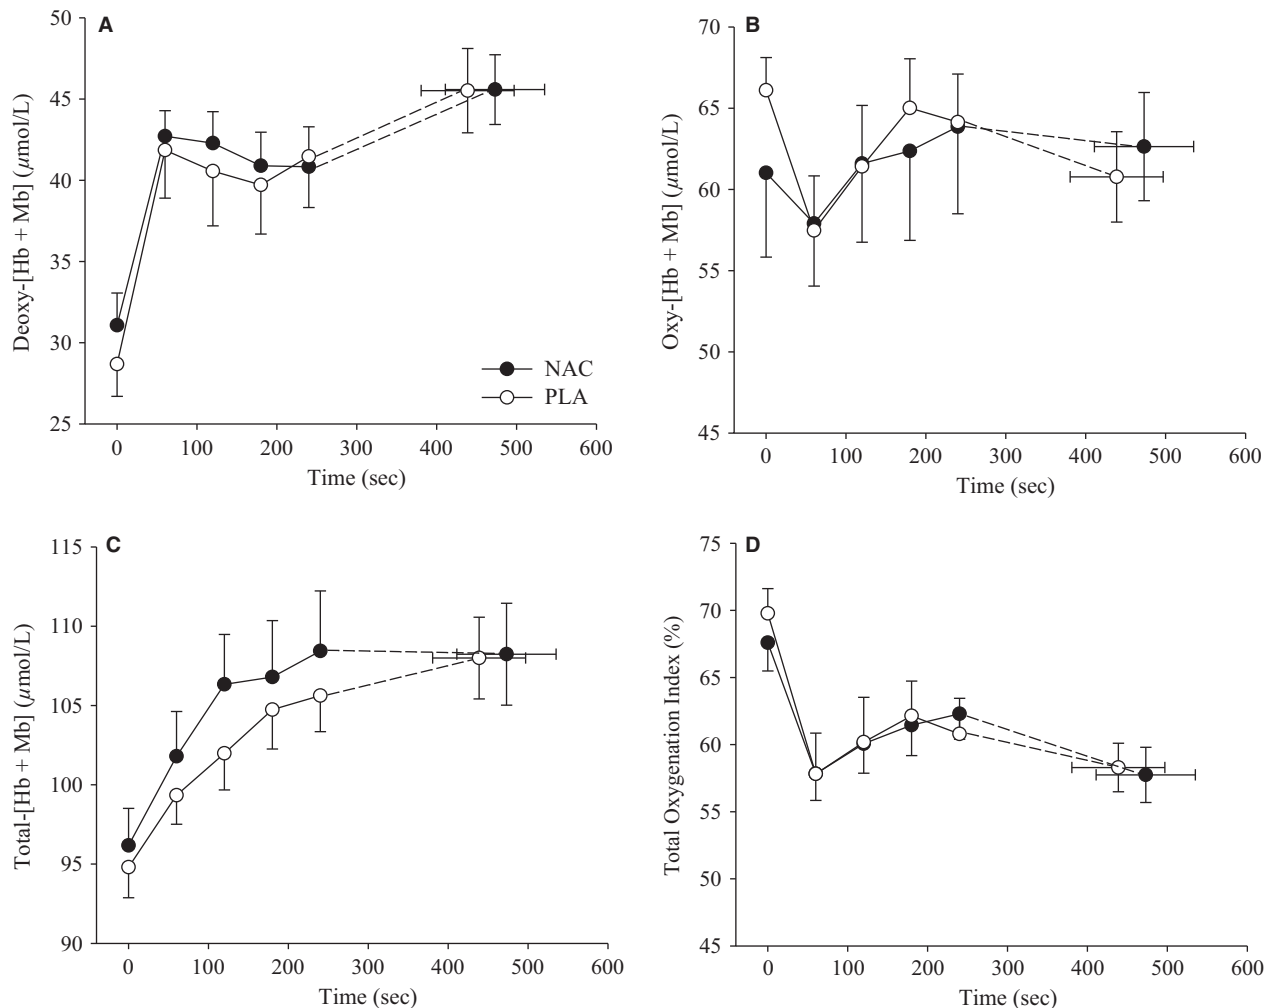 A
50
45
40
35
30
25
Deoxy-[Hb + Mb] (μmol/L)
NAC
PLA
0 100 200 300 400 500 600
Time (sec)
B
70
65
60
55
50
45
Oxy-[Hb + Mb] (μmol/L)
0 100 200 300 400 500 600
Time (sec)
C
115
110
105
100
95
90
Total-[Hb + Mb] (μmol/L)
0 100 200 300 400 500 600
Time (sec)
D
75
70
65
60
55
50
45
Total Oxygenation Index (%)
0 100 200 300 400 500 600
Time (sec)